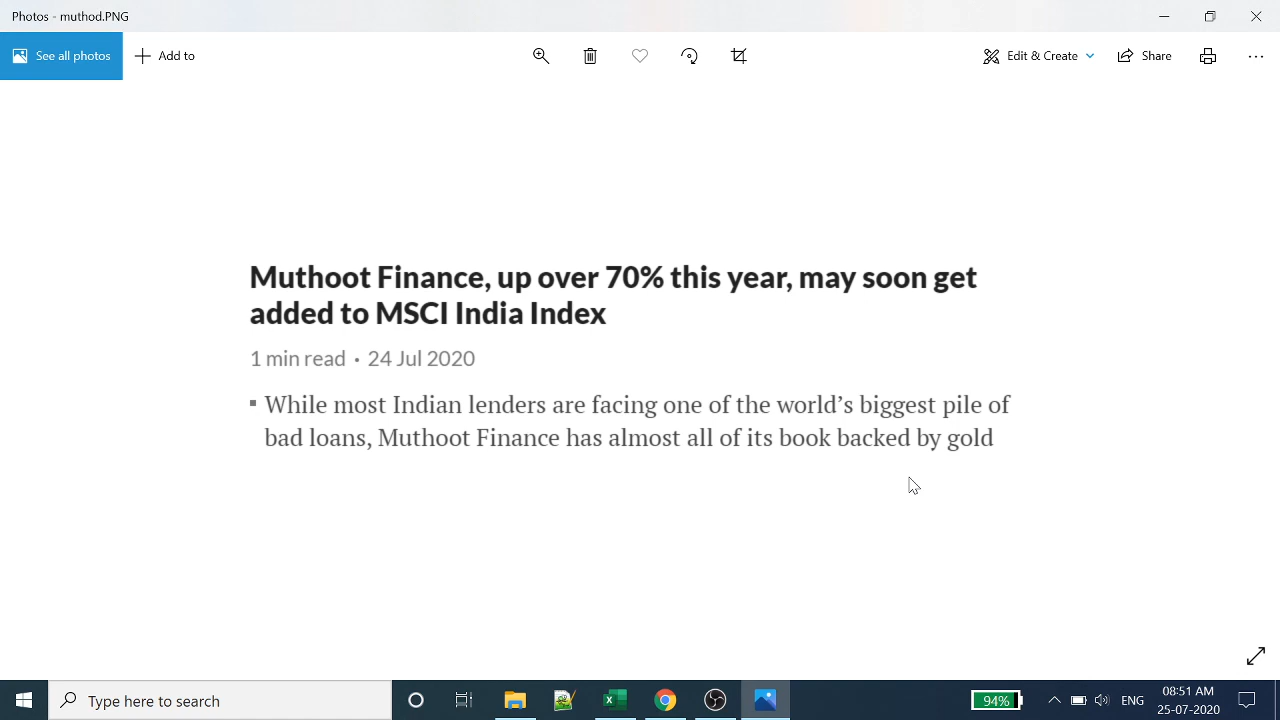 Photos - muthod.PNG
See all photos
Add to
Edit & Create
Share
Muthoot Finance, up over 70% this year, may soon get
added to MSCI India Index
1 min read • 24 Jul 2020
▪ While most Indian lenders are facing one of the world’s biggest pile of
bad loans, Muthoot Finance has almost all of its book backed by gold
Type here to search
94%
ENG
08:51 AM
25-07-2020